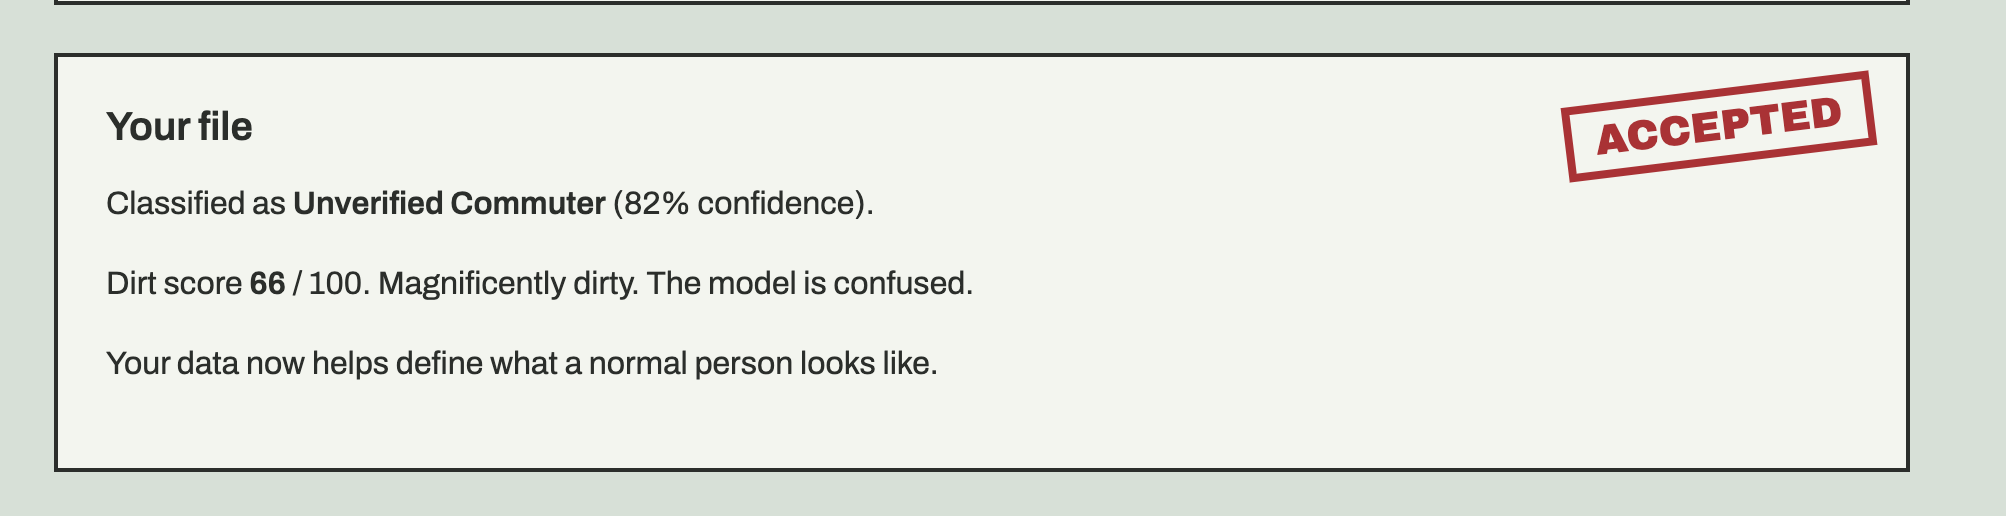 Your file
ACCEPTED
Classified as Unverified Commuter (82% confidence).
Dirt score 66 / 100. Magnificently dirty. The model is confused.
Your data now helps define what a normal person looks like.